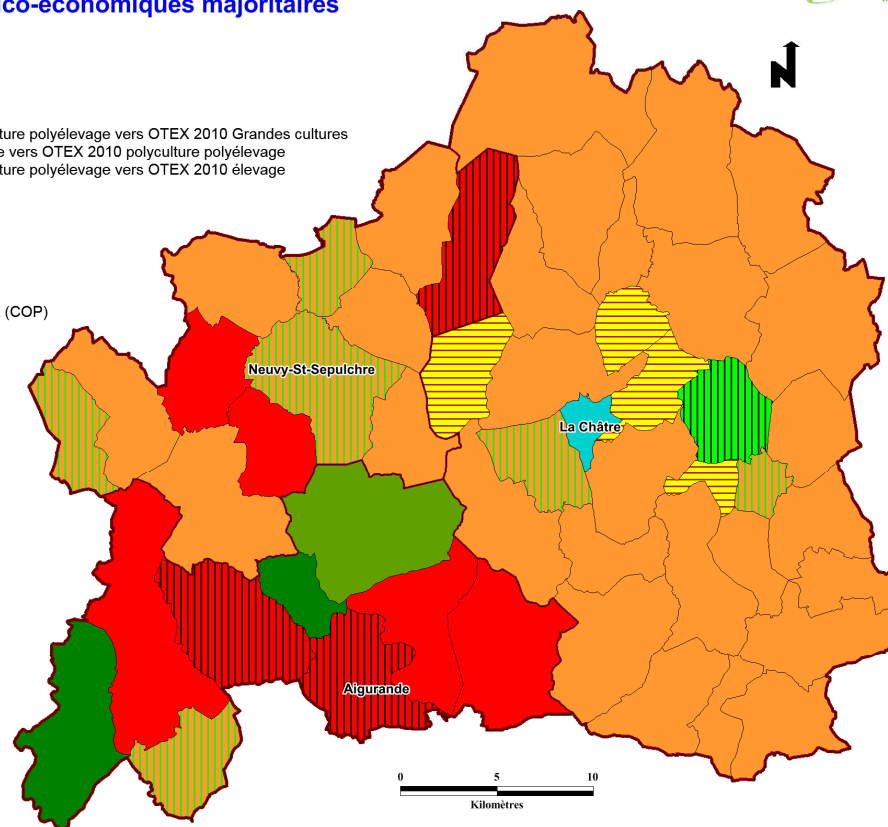 ico-économiques majoritaires
N
ture polyélevage vers OTEX 2010 Grandes cultures
e vers OTEX 2010 polyculture polyélevage
ture polyélevage vers OTEX 2010 élevage
(COP)
Neuvy-St-Sepulchre
La Châtre
Aigurande
0 5 10
Kilomètres